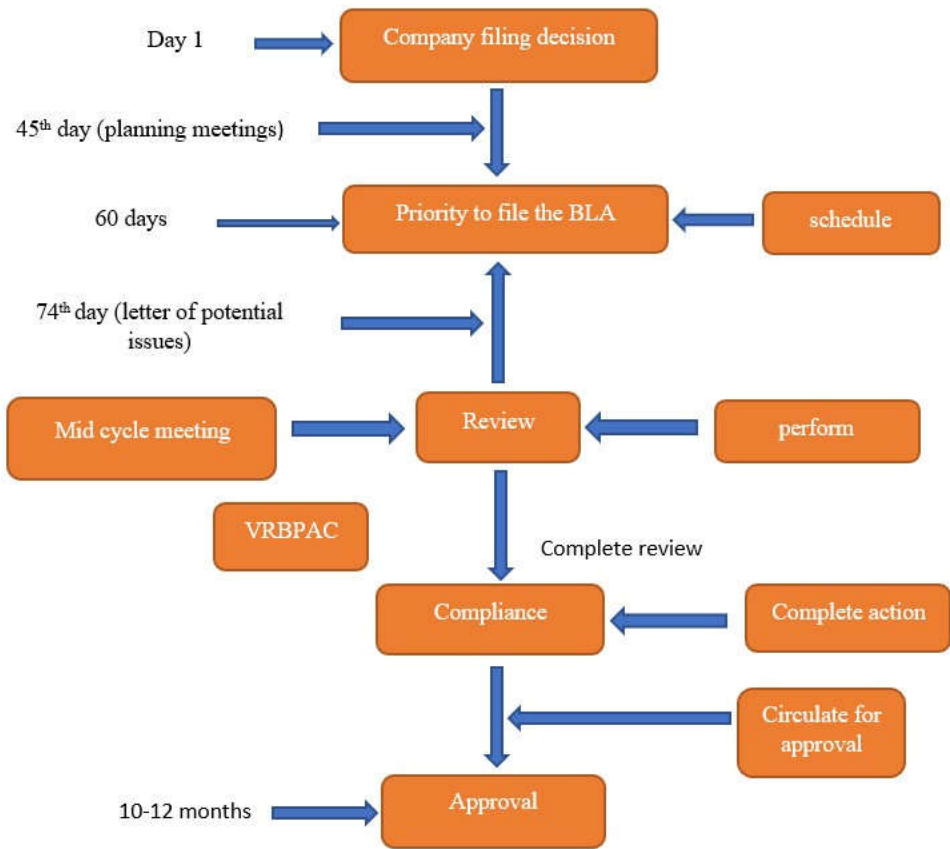 Day 1
Company filing decision
45th day (planning meetings)
60 days
Priority to file the BLA
schedule
74th day (letter of potential
issues)
Mid cycle meeting
Review
perform
VRBPAC
Complete review
Compliance
Complete action
Circulate for
approval
10-12 months
Approval